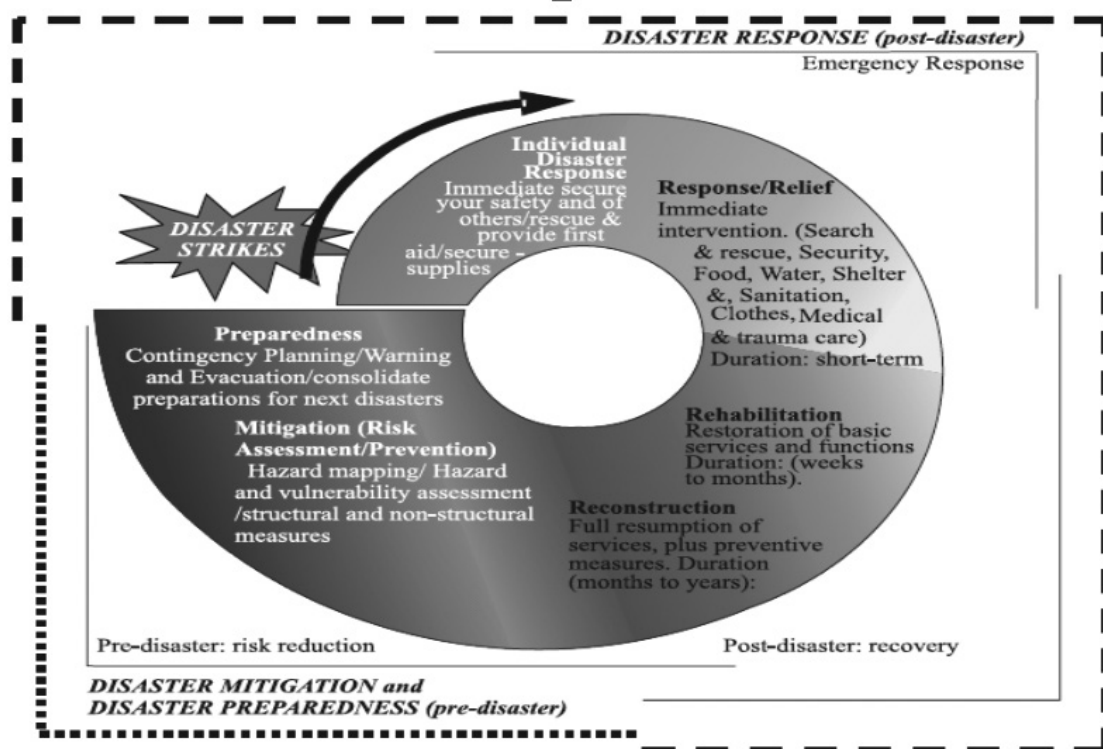 DISASTER RESPONSE (post-disaster)
Emergency Response
DISASTER
STRIKES
Individual
Disaster
Response
Immediate secure
your safety and of
others/rescue &
provide first
aid/secure -
supplies
Response/Relief
Immediate
intervention. (Search
& rescue, Security,
Food, Water, Shelter
&, Sanitation,
Clothes, Medical
& trauma care)
Duration: short-term
Rehabilitation
Restoration of basic
services and functions
Duration: (weeks
to months).
Reconstruction
Full resumption of
services, plus preventive
measures. Duration
(months to years):
Preparedness
Contingency Planning/Warning
and Evacuation/consolidate
preparations for next disasters
Mitigation (Risk
Assessment/Prevention)
Hazard mapping/ Hazard
and vulnerability assessment
/structural and non-structural
measures
Pre-disaster: risk reduction
Post-disaster: recovery
DISASTER MITIGATION and
DISASTER PREPAREDNESS (pre-disaster)